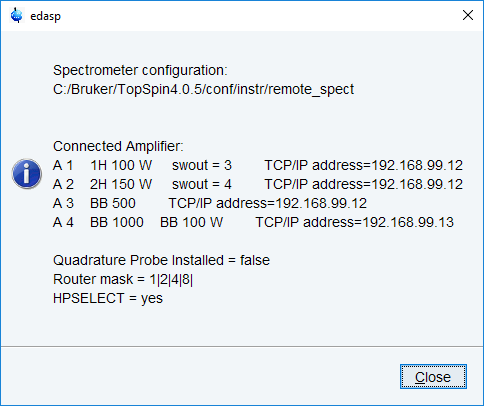 edasp
Spectrometer configuration:
C:/Bruker/TopSpin4.0.5/conf/instr/remote_spect
Connected Amplifier:
A 1 1H 100 W swout = 3 TCP/IP address=192.168.99.12
A 2 2H 150 W swout = 4 TCP/IP address=192.168.99.12
A 3 BB 500 TCP/IP address=192.168.99.12
A 4 BB 1000 BB 100 W TCP/IP address=192.168.99.13
Quadrature Probe Installed = false
Router mask = 1|2|4|8|
HPSELECT = yes
Close